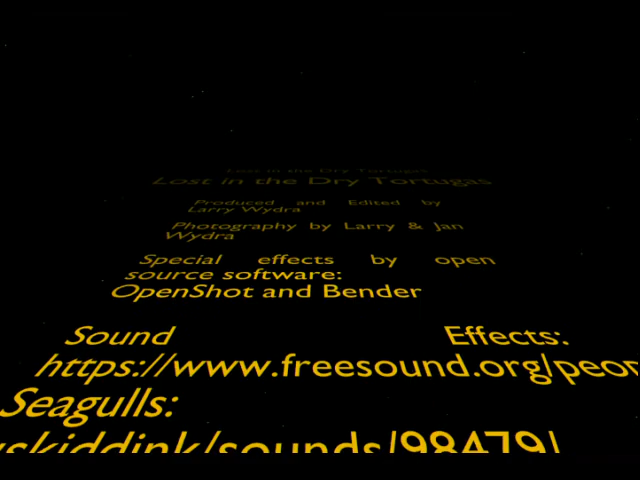 Lost in the Dry Tortugas
Lost in the Dry Tortugas
Produced and Edited by
Larry Wydra
Photography by Larry & Jan
Wydra
Special effects by open
source software:
OpenShot and Bender
Sound Effects:
https://www.freesound.org/peop
Seagulls:
yskiddink/sounds/98479/